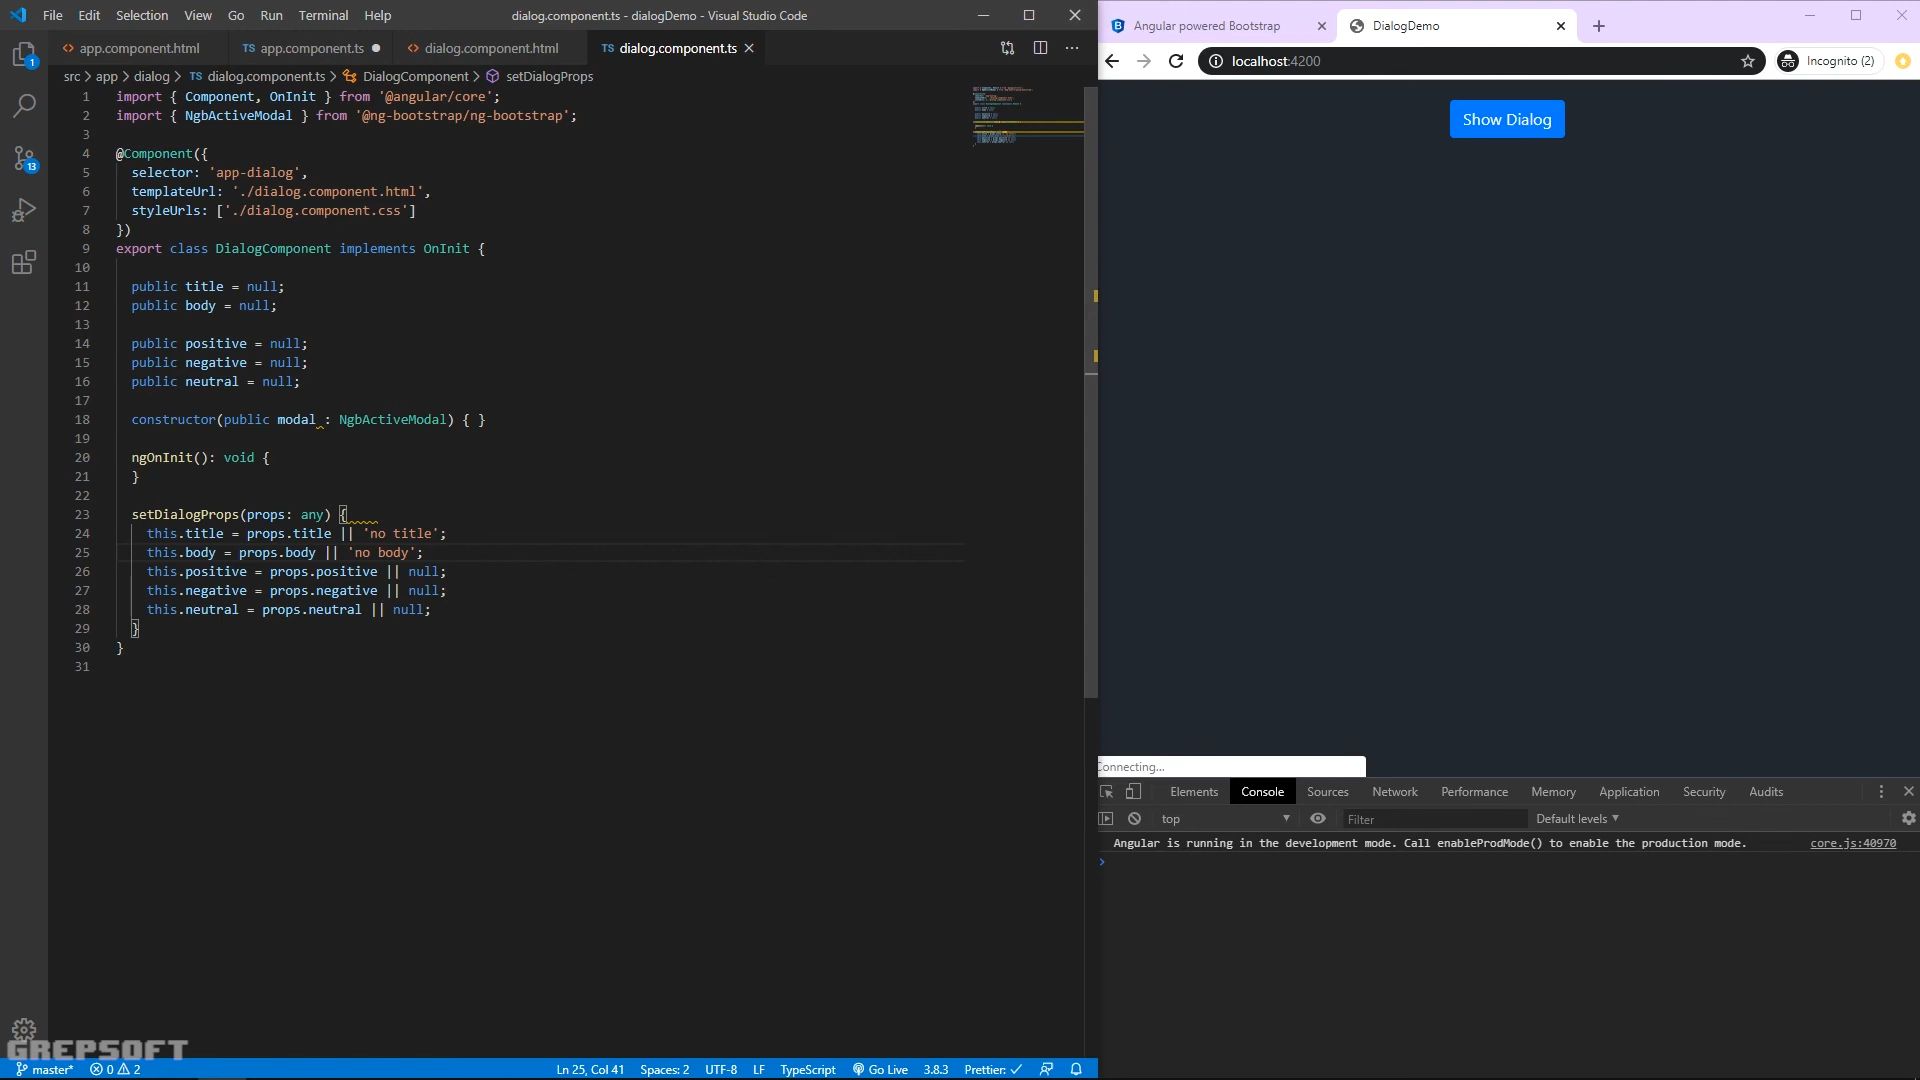 File Edit Selection View Go Run Terminal Help
dialog.component.ts - dialogDemo - Visual Studio Code
app.component.html
TS app.component.ts
dialog.component.html
TS dialog.component.ts
src > app > dialog > TS dialog.component.ts > DialogComponent > setDialogProps
1 import { Component, OnInit } from '@angular/core';
2 import { NgbActiveModal } from '@ng-bootstrap/ng-bootstrap';
3
4 @Component({
5 selector: 'app-dialog',
6 templateUrl: './dialog.component.html',
7 styleUrls: ['./dialog.component.css']
8 })
9 export class DialogComponent implements OnInit {
10
11 public title = null;
12 public body = null;
13
14 public positive = null;
15 public negative = null;
16 public neutral = null;
17
18 constructor(public modal : NgbActiveModal) { }
19
20 ngOnInit(): void {
21 }
22
23 setDialogProps(props: any) {
24 this.title = props.title || 'no title';
25 this.body = props.body || 'no body';
26 this.positive = props.positive || null;
27 this.negative = props.negative || null;
28 this.neutral = props.neutral || null;
29 }
30 }
31
1
13
GREPSOFT
master* 0 2
Ln 25, Col 41 Spaces: 2 UTF-8 LF TypeScript Go Live 3.8.3 Prettier: ✓
Angular powered Bootstrap
DialogDemo
localhost:4200
Incognito (2)
Show Dialog
Connecting...
Elements Console Sources Network Performance Memory Application Security Audits
top
Filter
Default levels
Angular is running in the development mode. Call enableProdMode() to enable the production mode.
core.js:40970